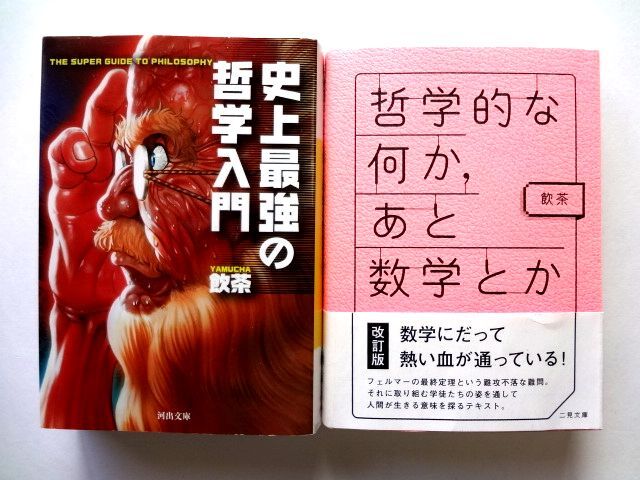 THE SUPER GUIDE TO PHILOSOPHY
史上最強の
哲学入門
YAMUCHA
飲茶
河出文庫
哲学的な
何か,
あと
数学とか
飲茶
改訂版
数学にだって
熱い血が通っている!
フェルマーの最終定理という難攻不落な難問。
それに取り組む学徒たちの姿を通して
人間が生きる意味を探るテキスト。
二見文庫